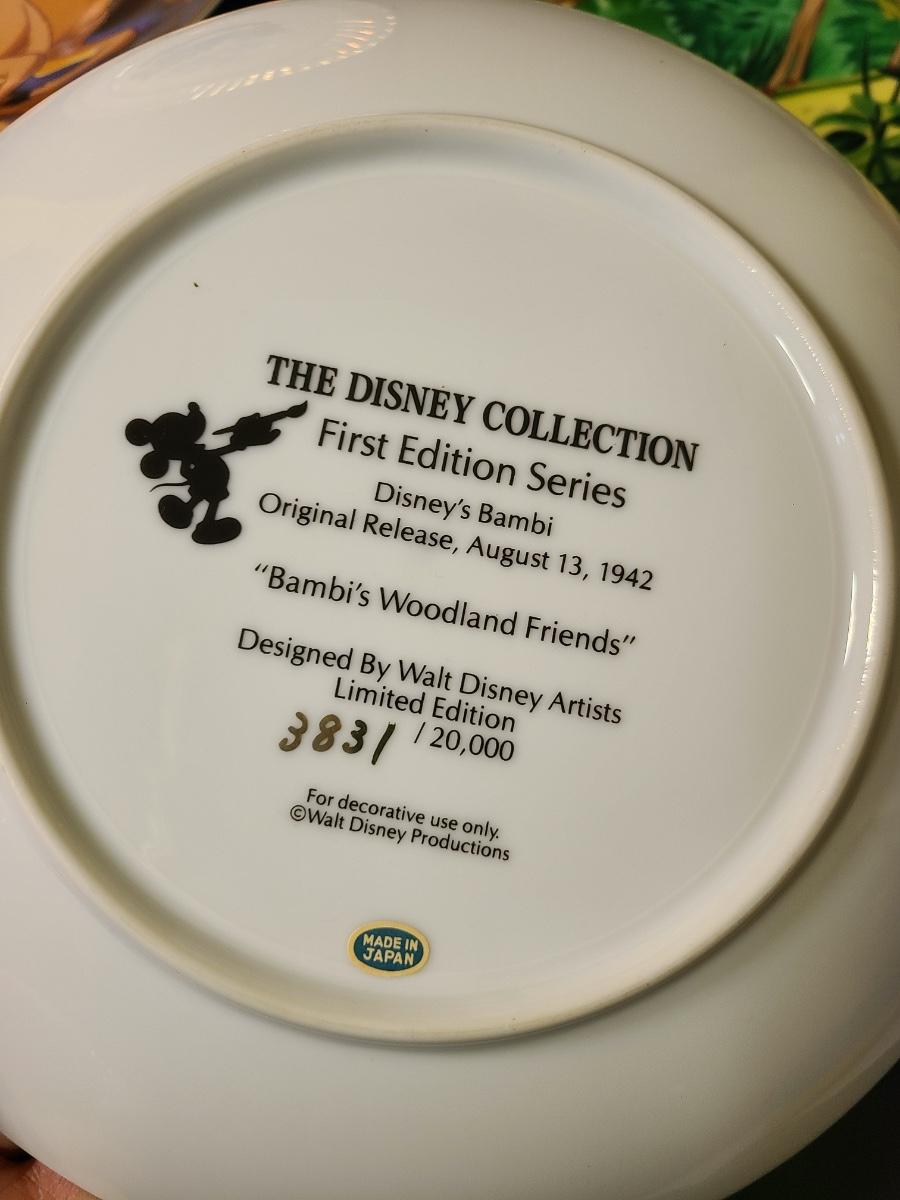 THE DISNEY COLLECTION
First Edition Series
Disney's Bambi
Original Release, August 13, 1942
“Bambi's Woodland Friends”
Designed By Walt Disney Artists
Limited Edition
3831 / 20,000
For decorative use only.
©Walt Disney Productions
MADE IN
JAPAN